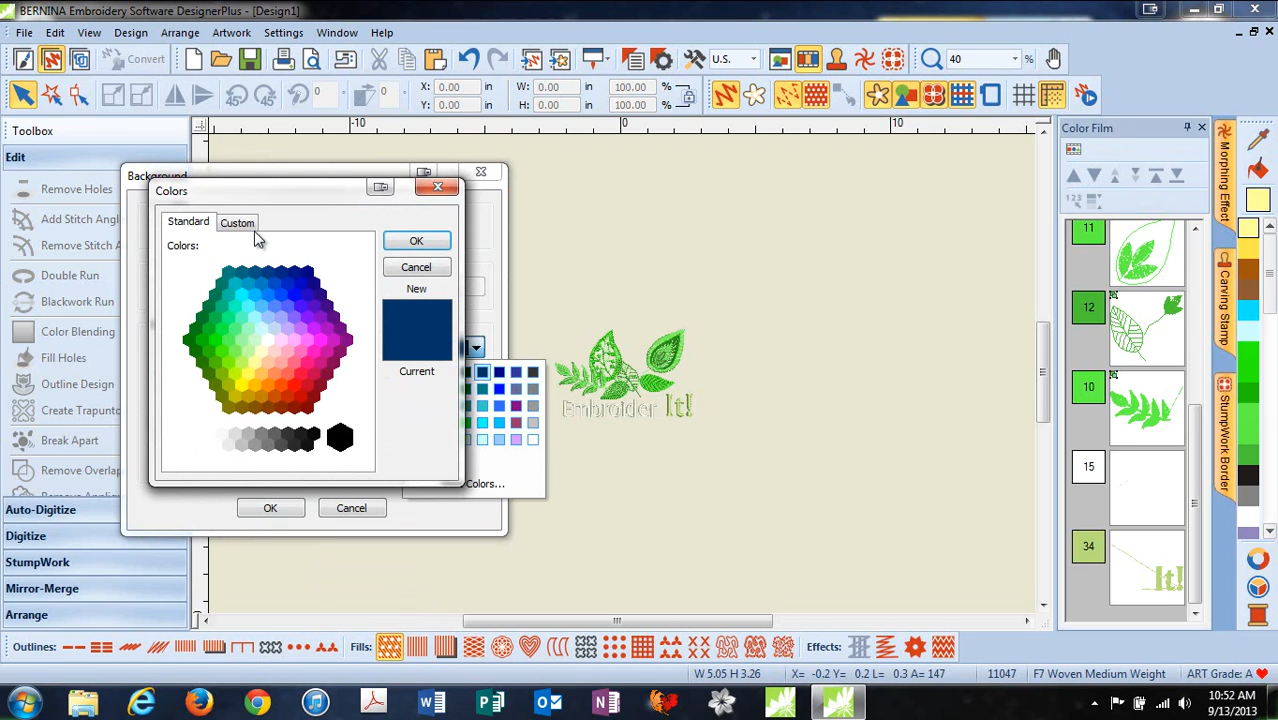 BERNINA Embroidery Software DesignerPlus - [Design1]
File Edit View Design Arrange Artwork Settings Window Help
Convert U.S. 40
X: 0.00 in W: 0.00 in 100.00 %
0 0 Y: 0.00 in H: 0.00 in 100.00 %
Toolbox
-10 0 10
Color Film
Edit
Remove Holes
Add Stitch Angl
Remove Stitch A
Double Run
Blackwork Run
Color Blending
Fill Holes
Outline Design
Create Trapunto
Break Apart
Remove Overlap
Auto-Digitize
Digitize
StumpWork
Mirror-Merge
Arrange
Background
Colors
Standard Custom
Colors:
OK
Cancel
New
Current
Colors...
OK Cancel
Embroider It!
11
12
10
15
34
It!
Morphing Effect
Carving Stamp
StumpWork Border
Outlines: Fills: Effects:
W 5.05 H 3.26 X= -0.2 Y= 0.2 L= 0.3 A= 147 11047 F7 Woven Medium Weight ART Grade: A
10:52 AM
9/13/2013